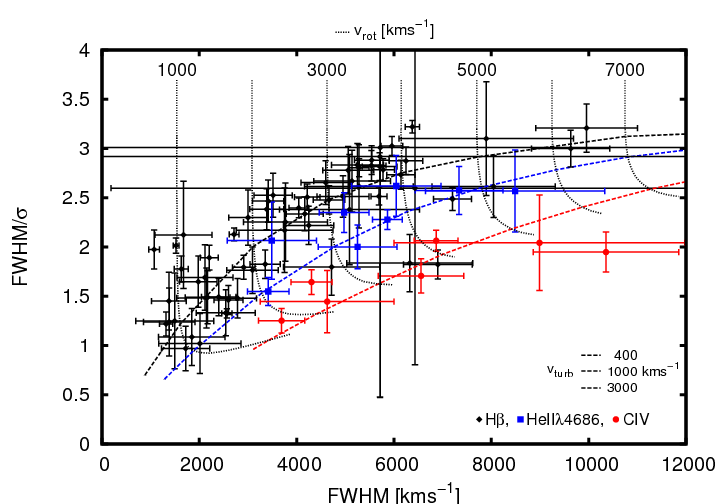 v_rot [kms⁻¹]
1000 3000 5000 7000
4
3.5
3
2.5
2
1.5
1
0.5
0
FWHM/σ
400
v_turb 1000 kms⁻¹
3000
Hβ, HeIIλ4686, CIV
0 2000 4000 6000 8000 10000 12000
FWHM [kms⁻¹]